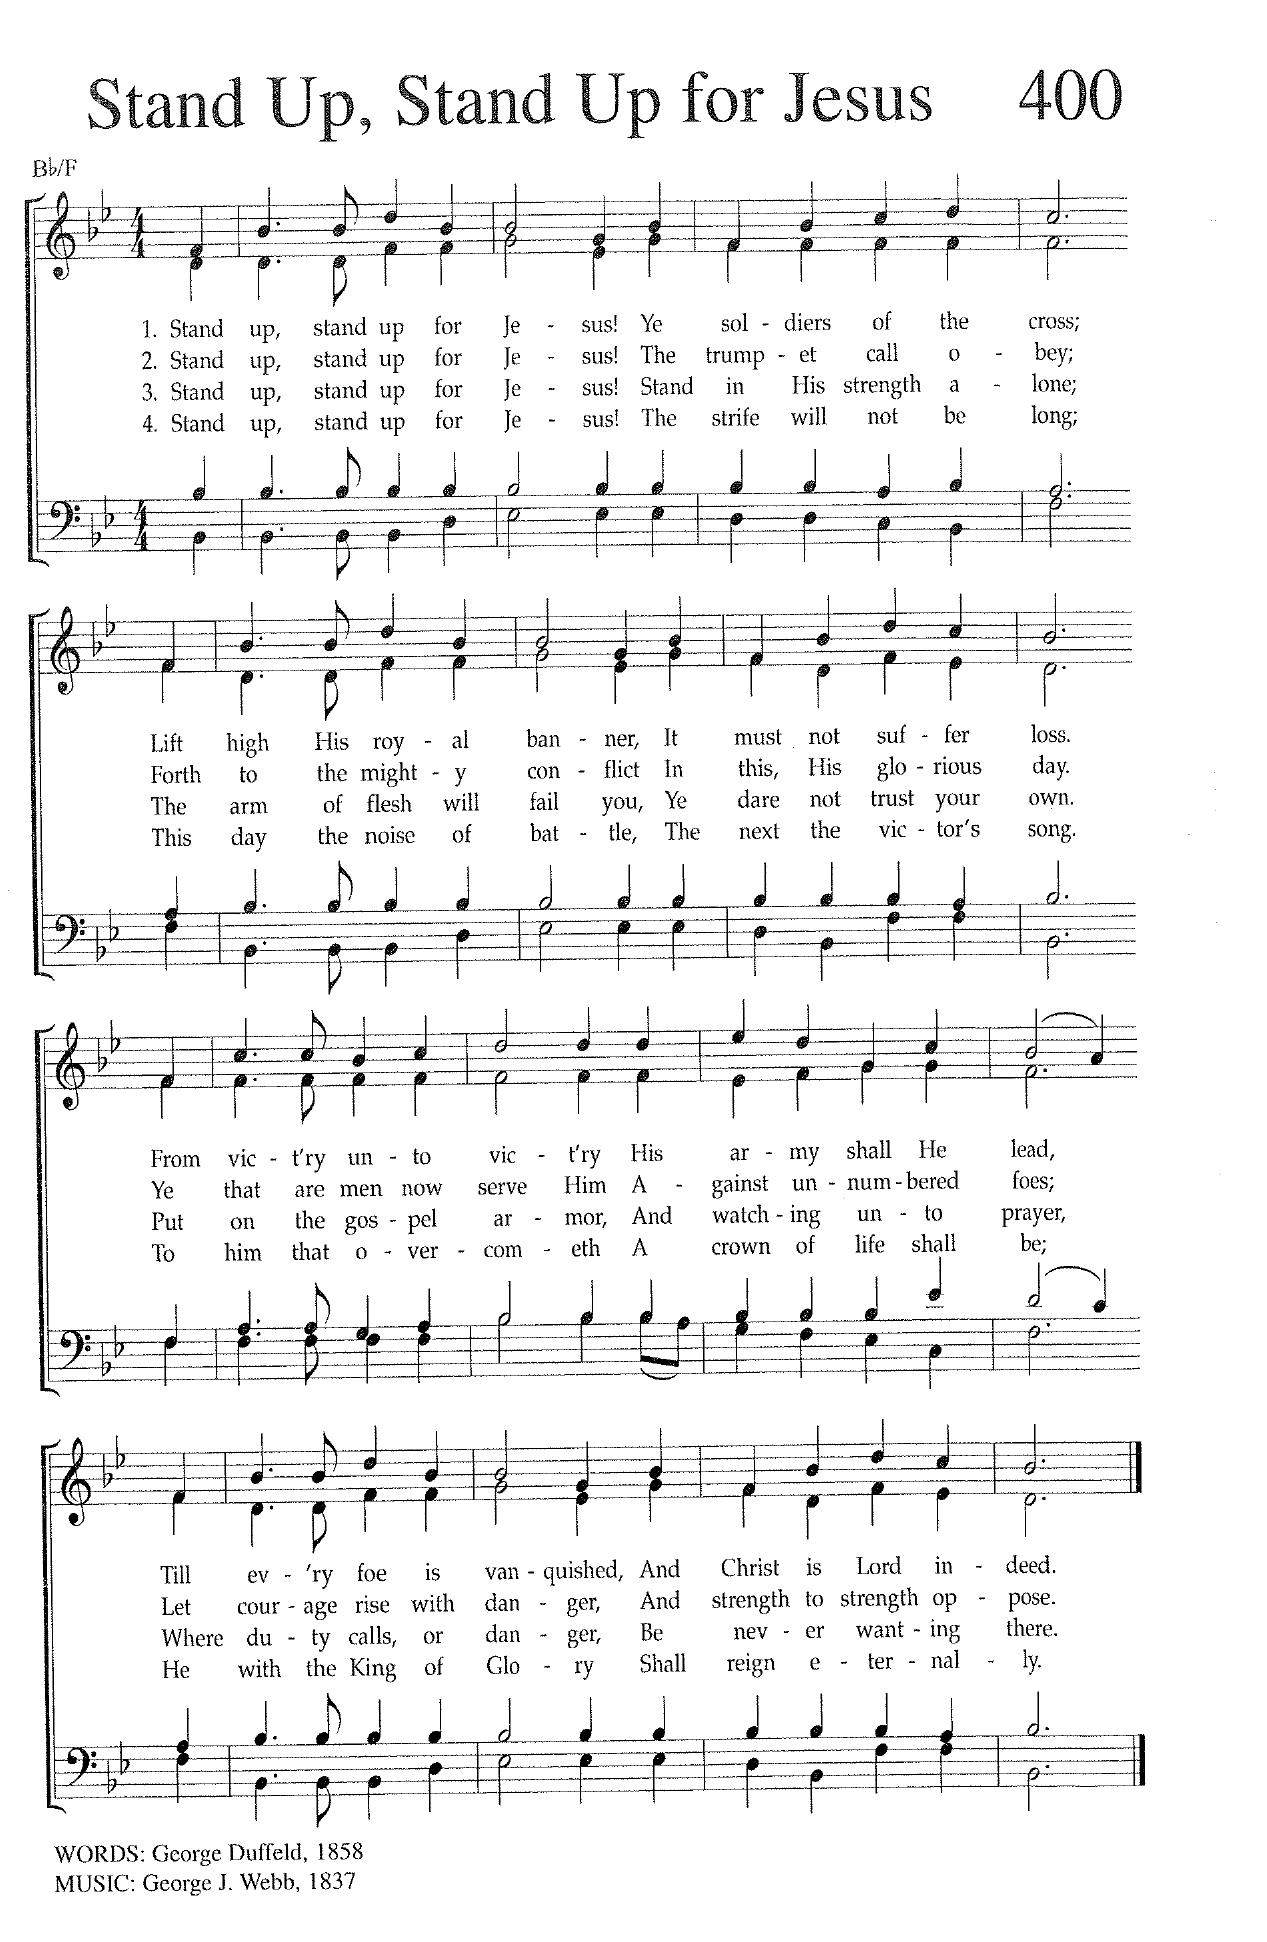 Stand Up, Stand Up for Jesus 400
B♭/F
4
4
1. Stand up, stand up for Je - sus! Ye sol - diers of the cross;
2. Stand up, stand up for Je - sus! The trump - et call o - bey;
3. Stand up, stand up for Je - sus! Stand in His strength a - lone;
4. Stand up, stand up for Je - sus! The strife will not be long;
4
4
Lift high His roy - al ban - ner, It must not suf - fer loss.
Forth to the might - y con - flict In this, His glo - rious day.
The arm of flesh will fail you, Ye dare not trust your own.
This day the noise of bat - tle, The next the vic - tor's song.
From vic - t'ry un - to vic - t'ry His ar - my shall He lead,
Ye that are men now serve Him A - gainst un - num - bered foes;
Put on the gos - pel ar - mor, And watch - ing un - to prayer,
To him that o - ver - com - eth A crown of life shall be;
Till ev - 'ry foe is van - quished, And Christ is Lord in - deed.
Let cour - age rise with dan - ger, And strength to strength op - pose.
Where du - ty calls, or dan - ger, Be nev - er want - ing there.
He with the King of Glo - ry Shall reign e - ter - nal - ly.
WORDS: George Duffeld, 1858
MUSIC: George J. Webb, 1837